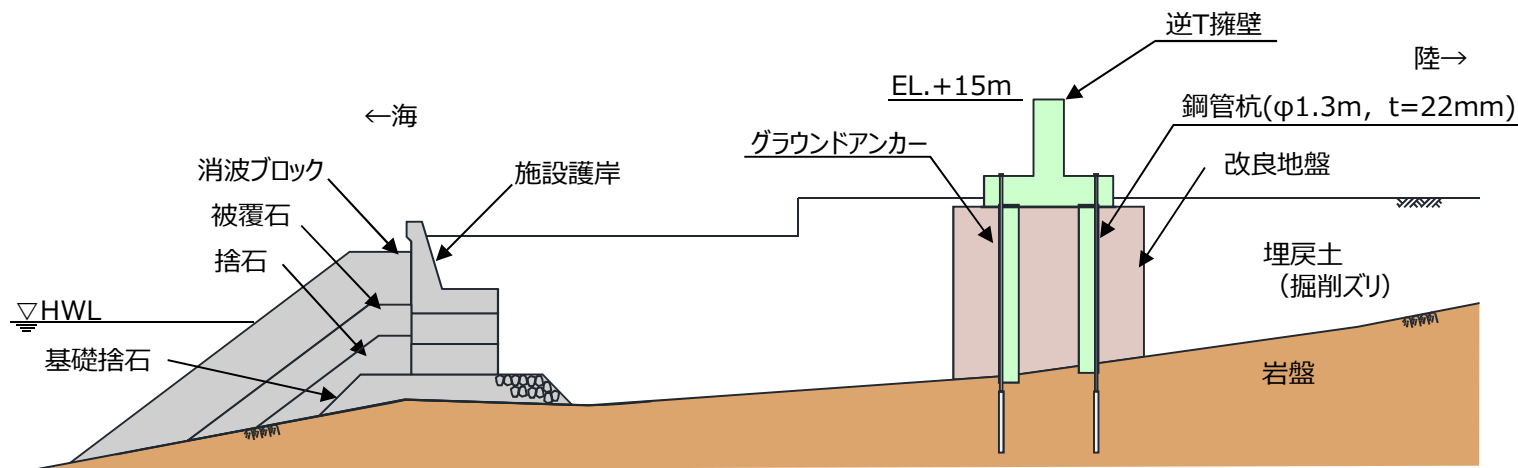 逆T擁壁
陸→
EL.+15m
鋼管杭(φ1.3m, t=22mm)
←海
グラウンドアンカー
消波ブロック
施設護岸
改良地盤
被覆石
捨石
埋戻土
(掘削ズリ)
▽HWL
基礎捨石
岩盤